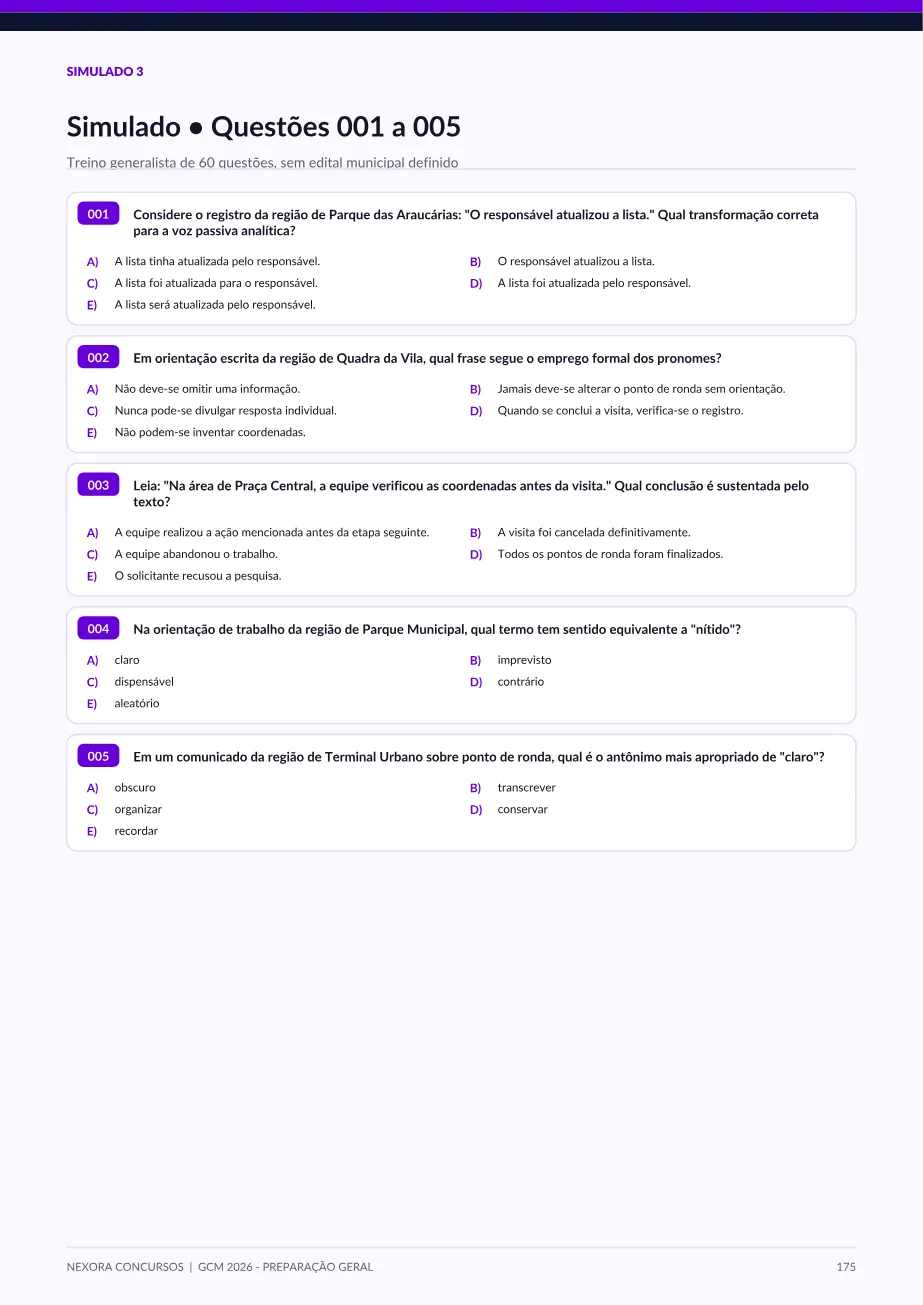 SIMULADO 3
Simulado • Questões 001 a 005
Treino generalista de 60 questões, sem edital municipal definido
001 Considere o registro da região de Parque das Araucárias: "O responsável atualizou a lista." Qual transformação correta
para a voz passiva analítica?
A) A lista tinha atualizada pelo responsável.
B) O responsável atualizou a lista.
C) A lista foi atualizada para o responsável.
D) A lista foi atualizada pelo responsável.
E) A lista será atualizada pelo responsável.
002 Em orientação escrita da região de Quadra da Vila, qual frase segue o emprego formal dos pronomes?
A) Não deve-se omitir uma informação.
B) Jamais deve-se alterar o ponto de ronda sem orientação.
C) Nunca pode-se divulgar resposta individual.
D) Quando se conclui a visita, verifica-se o registro.
E) Não podem-se inventar coordenadas.
003 Leia: "Na área de Praça Central, a equipe verificou as coordenadas antes da visita." Qual conclusão é sustentada pelo
texto?
A) A equipe realizou a ação mencionada antes da etapa seguinte.
B) A visita foi cancelada definitivamente.
C) A equipe abandonou o trabalho.
D) Todos os pontos de ronda foram finalizados.
E) O solicitante recusou a pesquisa.
004 Na orientação de trabalho da região de Parque Municipal, qual termo tem sentido equivalente a "nítido"?
A) claro
B) imprevisto
C) dispensável
D) contrário
E) aleatório
005 Em um comunicado da região de Terminal Urbano sobre ponto de ronda, qual é o antônimo mais apropriado de "claro"?
A) obscuro
B) transcrever
C) organizar
D) conservar
E) recordar
NEXORA CONCURSOS | GCM 2026 - PREPARAÇÃO GERAL
175